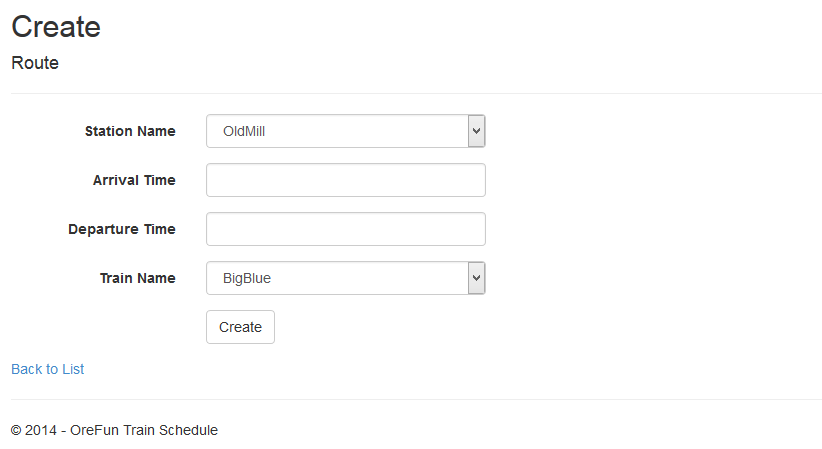 Create
Route
Station Name OldMill
Arrival Time
Departure Time
Train Name BigBlue
Create
Back to List
© 2014 - OreFun Train Schedule